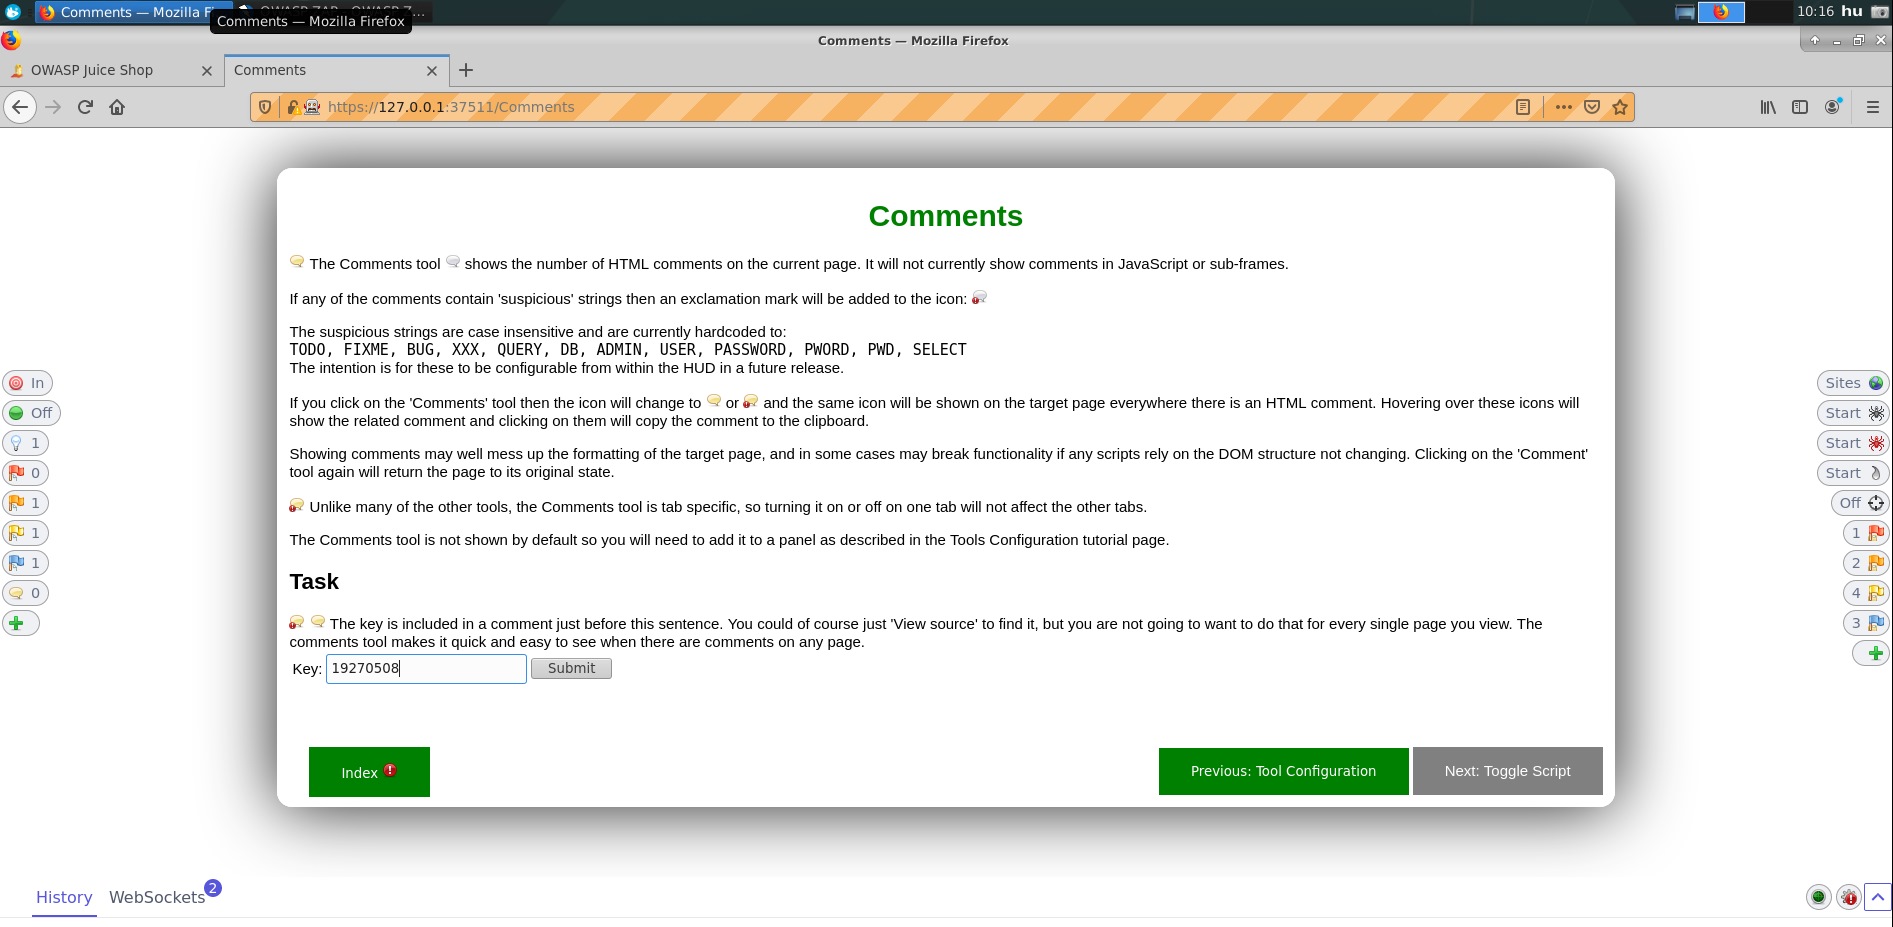 Comments — Mozilla F
Comments — Mozilla Firefox
10:16 hu
Comments — Mozilla Firefox
OWASP Juice Shop
Comments
https://127.0.0.1:37511/Comments
Comments
The Comments tool shows the number of HTML comments on the current page. It will not currently show comments in JavaScript or sub-frames.
If any of the comments contain 'suspicious' strings then an exclamation mark will be added to the icon:
The suspicious strings are case insensitive and are currently hardcoded to:
TODO, FIXME, BUG, XXX, QUERY, DB, ADMIN, USER, PASSWORD, PWORD, PWD, SELECT
The intention is for these to be configurable from within the HUD in a future release.
If you click on the 'Comments' tool then the icon will change to or and the same icon will be shown on the target page everywhere there is an HTML comment. Hovering over these icons will
show the related comment and clicking on them will copy the comment to the clipboard.
Showing comments may well mess up the formatting of the target page, and in some cases may break functionality if any scripts rely on the DOM structure not changing. Clicking on the 'Comment'
tool again will return the page to its original state.
Unlike many of the other tools, the Comments tool is tab specific, so turning it on or off on one tab will not affect the other tabs.
The Comments tool is not shown by default so you will need to add it to a panel as described in the Tools Configuration tutorial page.
Task
The key is included in a comment just before this sentence. You could of course just 'View source' to find it, but you are not going to want to do that for every single page you view. The
comments tool makes it quick and easy to see when there are comments on any page.
Key: 19270508 Submit
Index
Previous: Tool Configuration
Next: Toggle Script
In
Off
1
0
1
1
1
0
Sites
Start
Start
Start
Off
1
2
4
3
History
WebSockets
2